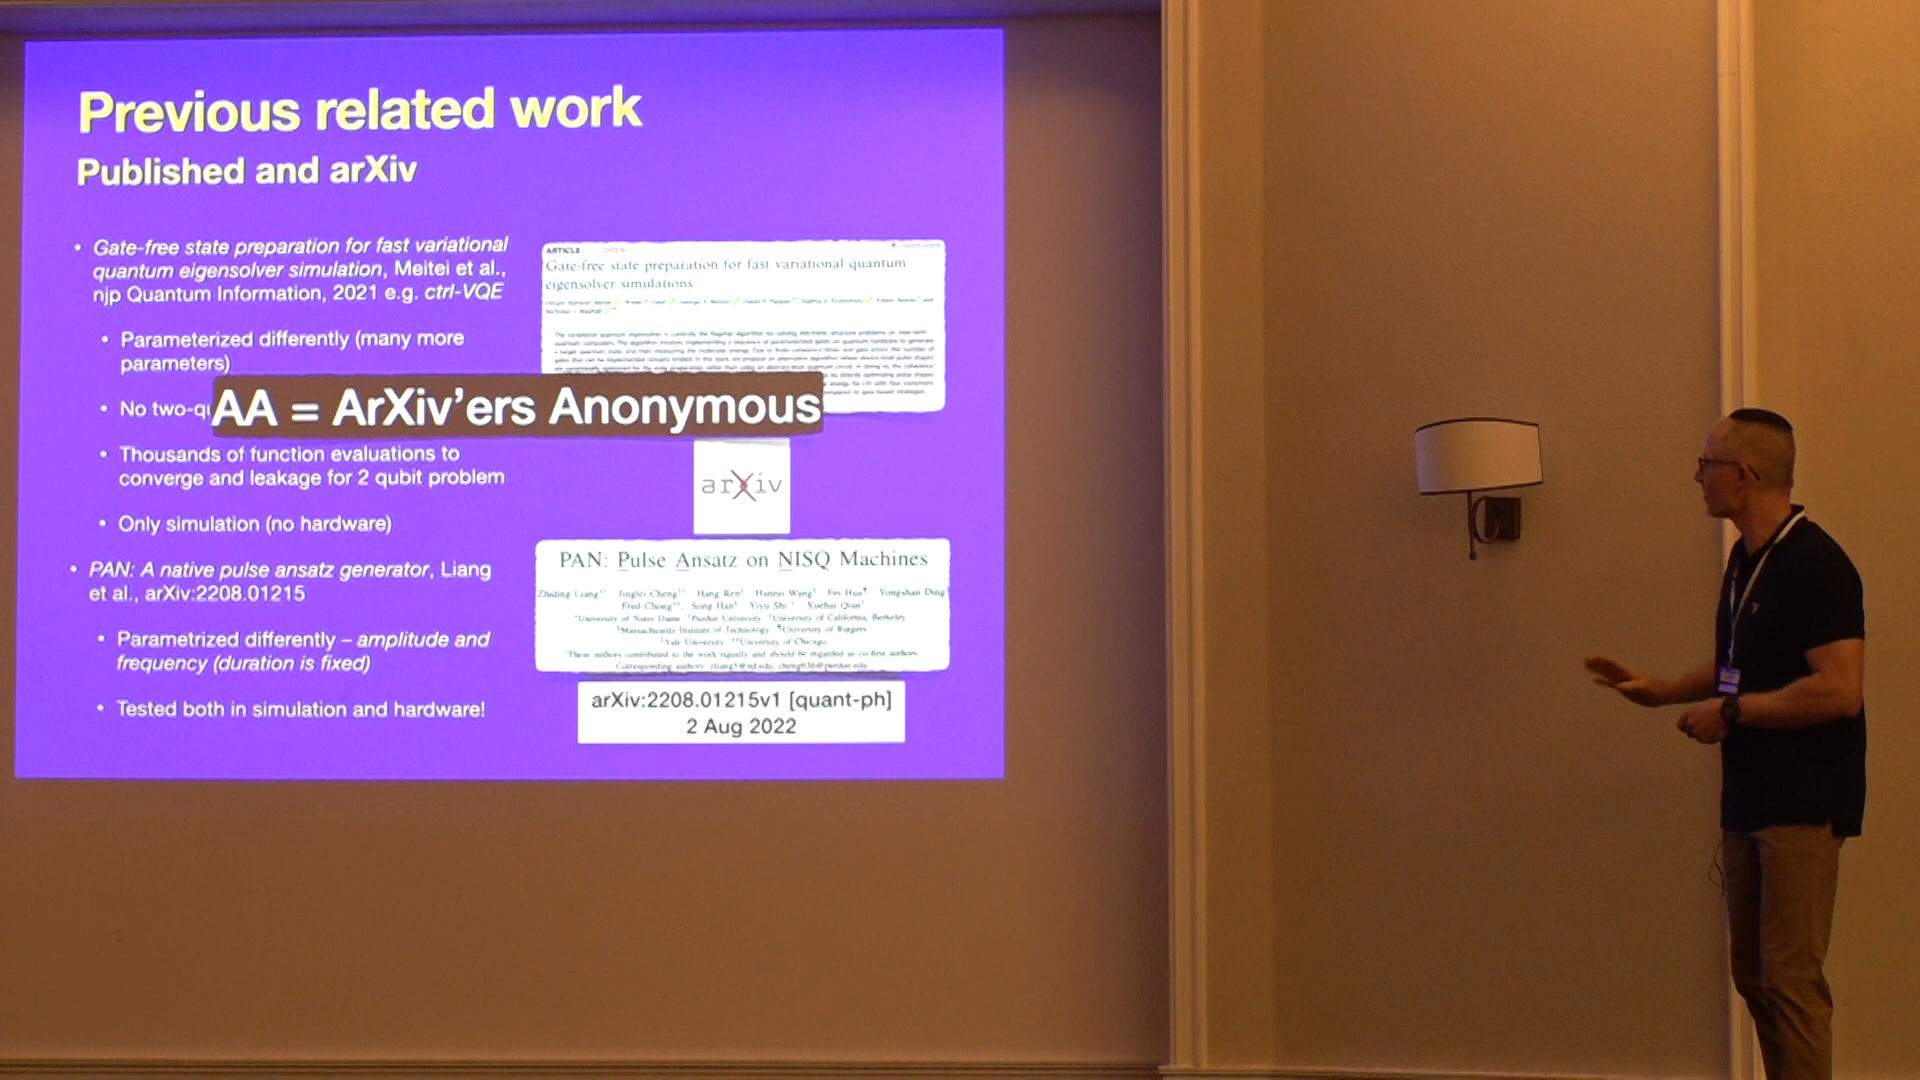 Previous related work
Published and arXiv
• Gate-free state preparation for fast variational
quantum eigensolver simulation, Meitei et al.,
njp Quantum Information, 2021 e.g. ctrl-VQE
• Parameterized differently (many more
parameters)
• No two-qu
AA = ArXiv’ers Anonymous
• Thousands of function evaluations to
converge and leakage for 2 qubit problem
• Only simulation (no hardware)
• PAN: A native pulse ansatz generator, Liang
et al., arXiv:2208.01215
• Parametrized differently – amplitude and
frequency (duration is fixed)
• Tested both in simulation and hardware!
ARTICLE OPEN
Gate-free state preparation for fast variational quantum
eigensolver simulations
arXiv
PAN: Pulse Ansatz on NISQ Machines
Zhiding Liang Jinglei Cheng Hang Ren Hanrui Wang Fei Hua Yongshan Ding
Fred Chong Song Han Yiyu Shi Xuehai Qian
University of Notre Dame Purdue University University of California, Berkeley
Massachusetts Institute of Technology University of Rutgers
Yale University University of Chicago
These authors contributed to the work equally and should be regarded as co-first authors.
Corresponding authors:
arXiv:2208.01215v1 [quant-ph]
2 Aug 2022